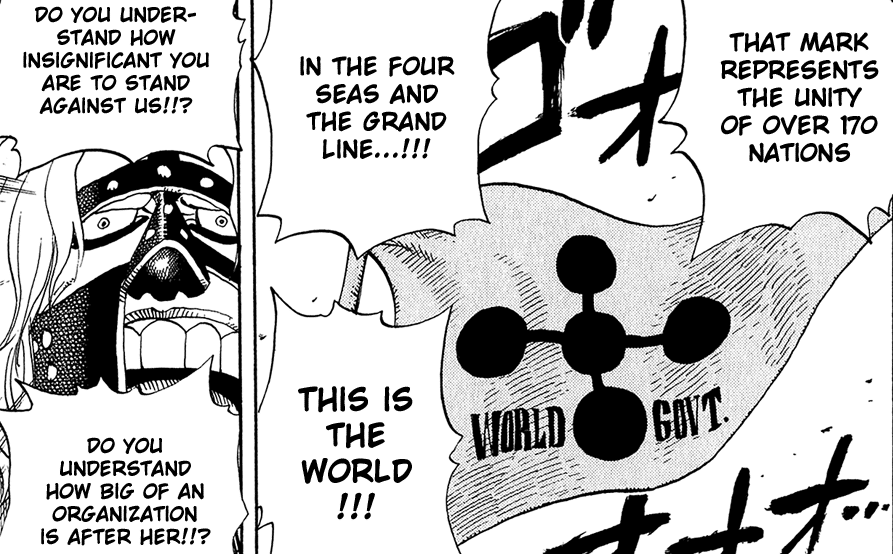 THAT MARK
REPRESENTS
THE UNITY
OF OVER 170
NATIONS
IN THE FOUR
SEAS AND
THE GRAND
LINE...!!!
ゴオ
WORLD GOVT.
THIS IS
THE
WORLD
!!!
オオオ...
DO YOU UNDER-
STAND HOW
INSIGNIFICANT YOU
ARE TO STAND
AGAINST US!!?
DO YOU
UNDERSTAND
HOW BIG OF AN
ORGANIZATION
IS AFTER HER!!?